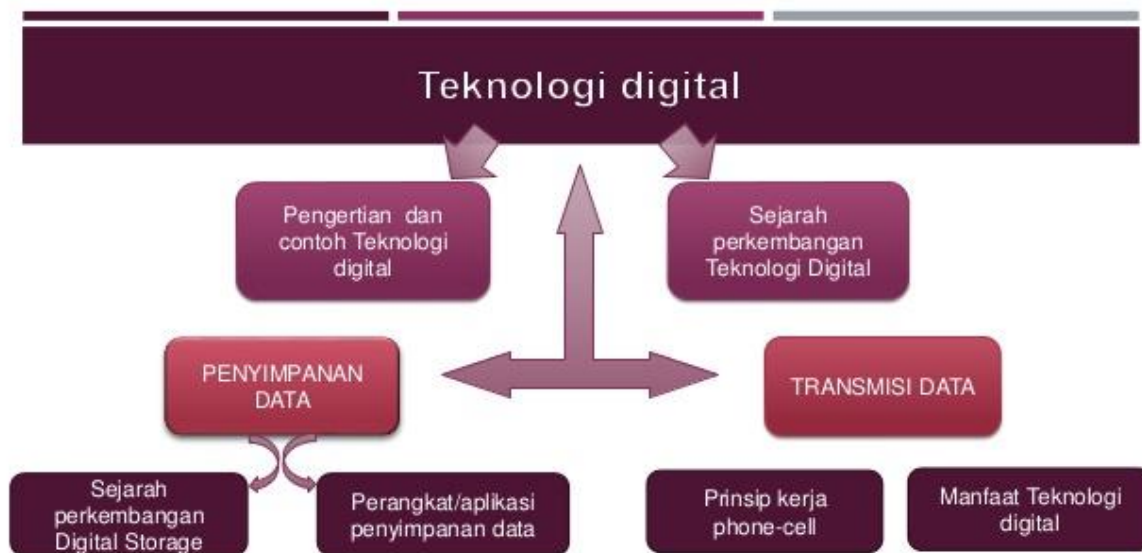 Teknologi digital
Pengertian dan
contoh Teknologi
digital
Sejarah
perkembangan
Teknologi Digital
PENYIMPANAN
DATA
TRANSMISI DATA
Sejarah
perkembangan
Digital Storage
Perangkat/aplikasi
penyimpanan data
Prinsip kerja
phone-cell
Manfaat Teknologi
digital